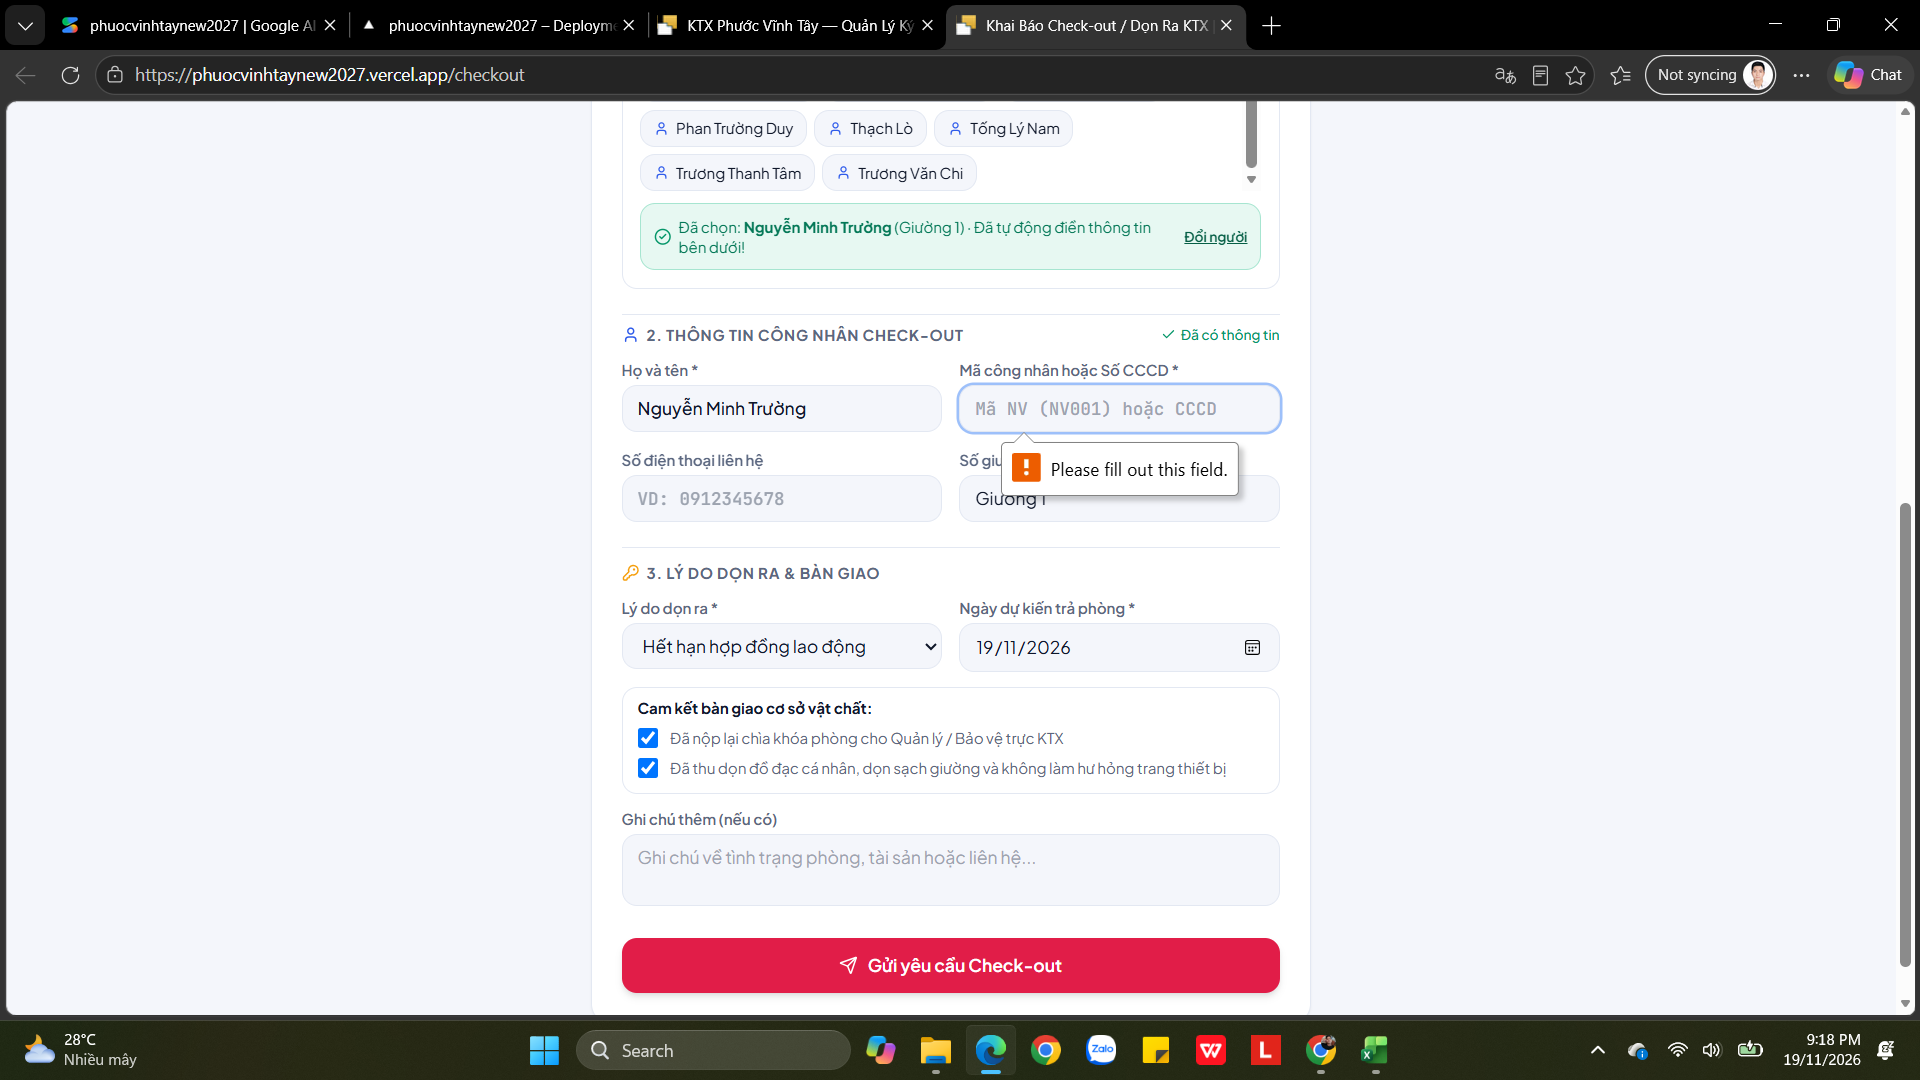 phuocvinhtaynew2027 | Google AI
phuocvinhtaynew2027 – Deployme
KTX Phước Vĩnh Tây — Quản Lý Ký
Khai Báo Check-out / Dọn Ra KTX
https://phuocvinhtaynew2027.vercel.app/checkout
Not syncing
Chat
Phan Trường Duy
Thạch Lò
Tống Lý Nam
Trương Thanh Tâm
Trương Văn Chi
Đã chọn: Nguyễn Minh Trường (Giường 1) · Đã tự động điền thông tin
bên dưới!
Đổi người
2. THÔNG TIN CÔNG NHÂN CHECK-OUT
Đã có thông tin
Họ và tên *
Mã công nhân hoặc Số CCCD *
Nguyễn Minh Trường
Mã NV (NV001) hoặc CCCD
Please fill out this field.
Số điện thoại liên hệ
Số giư
VD: 0912345678
Giường 1
3. LÝ DO DỌN RA & BÀN GIAO
Lý do dọn ra *
Ngày dự kiến trả phòng *
Hết hạn hợp đồng lao động
19/11/2026
Cam kết bàn giao cơ sở vật chất:
Đã nộp lại chìa khóa phòng cho Quản lý / Bảo vệ trực KTX
Đã thu dọn đồ đạc cá nhân, dọn sạch giường và không làm hư hỏng trang thiết bị
Ghi chú thêm (nếu có)
Ghi chú về tình trạng phòng, tài sản hoặc liên hệ...
Gửi yêu cầu Check-out
28°C
Nhiều mây
Search
Zalo
9:18 PM
19/11/2026